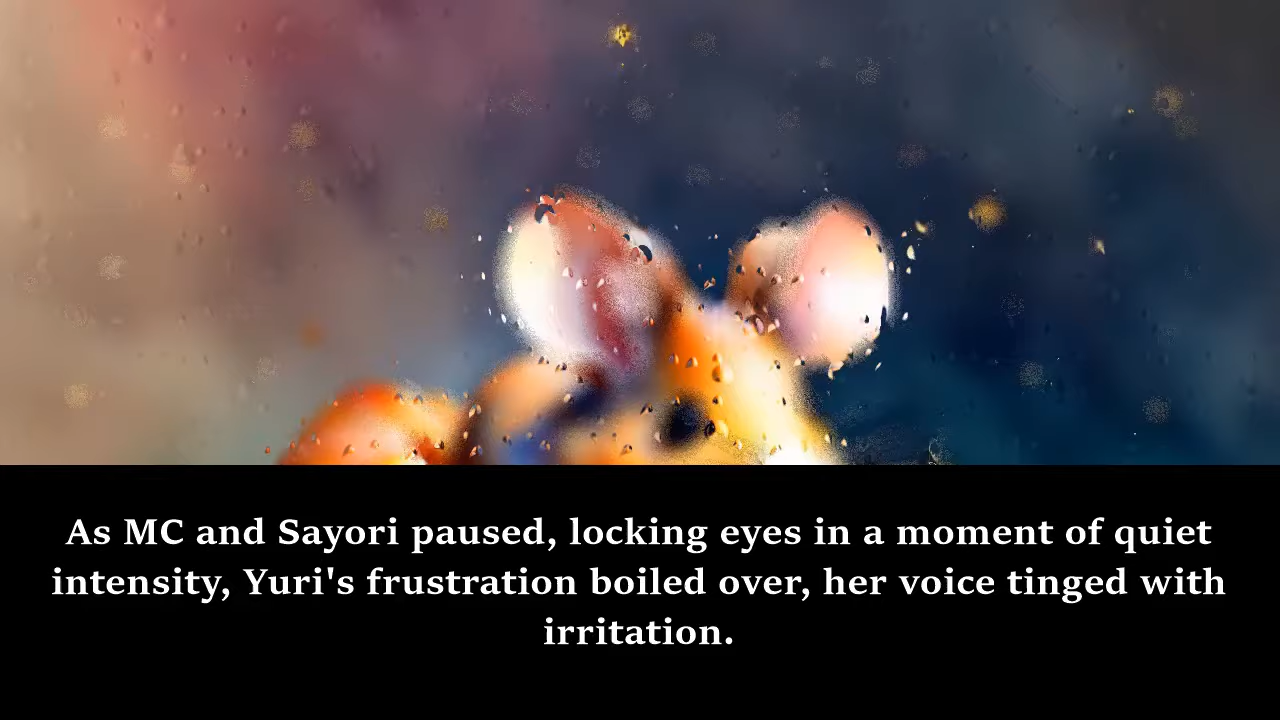 As MC and Sayori paused, locking eyes in a moment of quiet
intensity, Yuri's frustration boiled over, her voice tinged with
irritation.